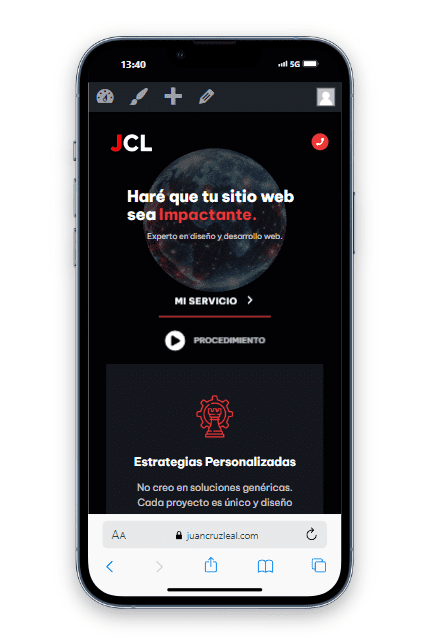 13:40
5G
JCL
Haré que tu sitio web
sea Impactante.
Experto en diseño y desarrollo web.
MI SERVICIO
PROCEDIMIENTO
Estrategias Personalizadas
No creo en soluciones genéricas.
Cada proyecto es único y diseño
AA
juancruzleal.com